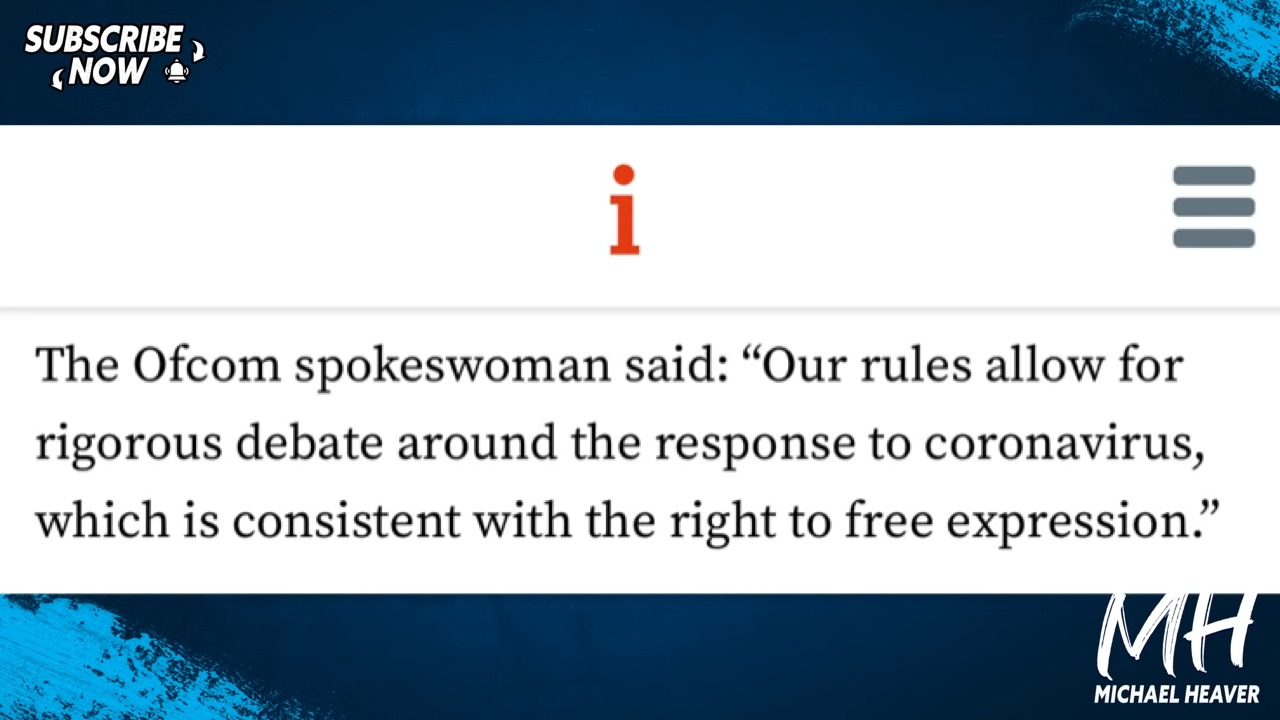 SUBSCRIBE
NOW
i
The Ofcom spokeswoman said: “Our rules allow for
rigorous debate around the response to coronavirus,
which is consistent with the right to free expression.”
MH
MICHAEL HEAVER